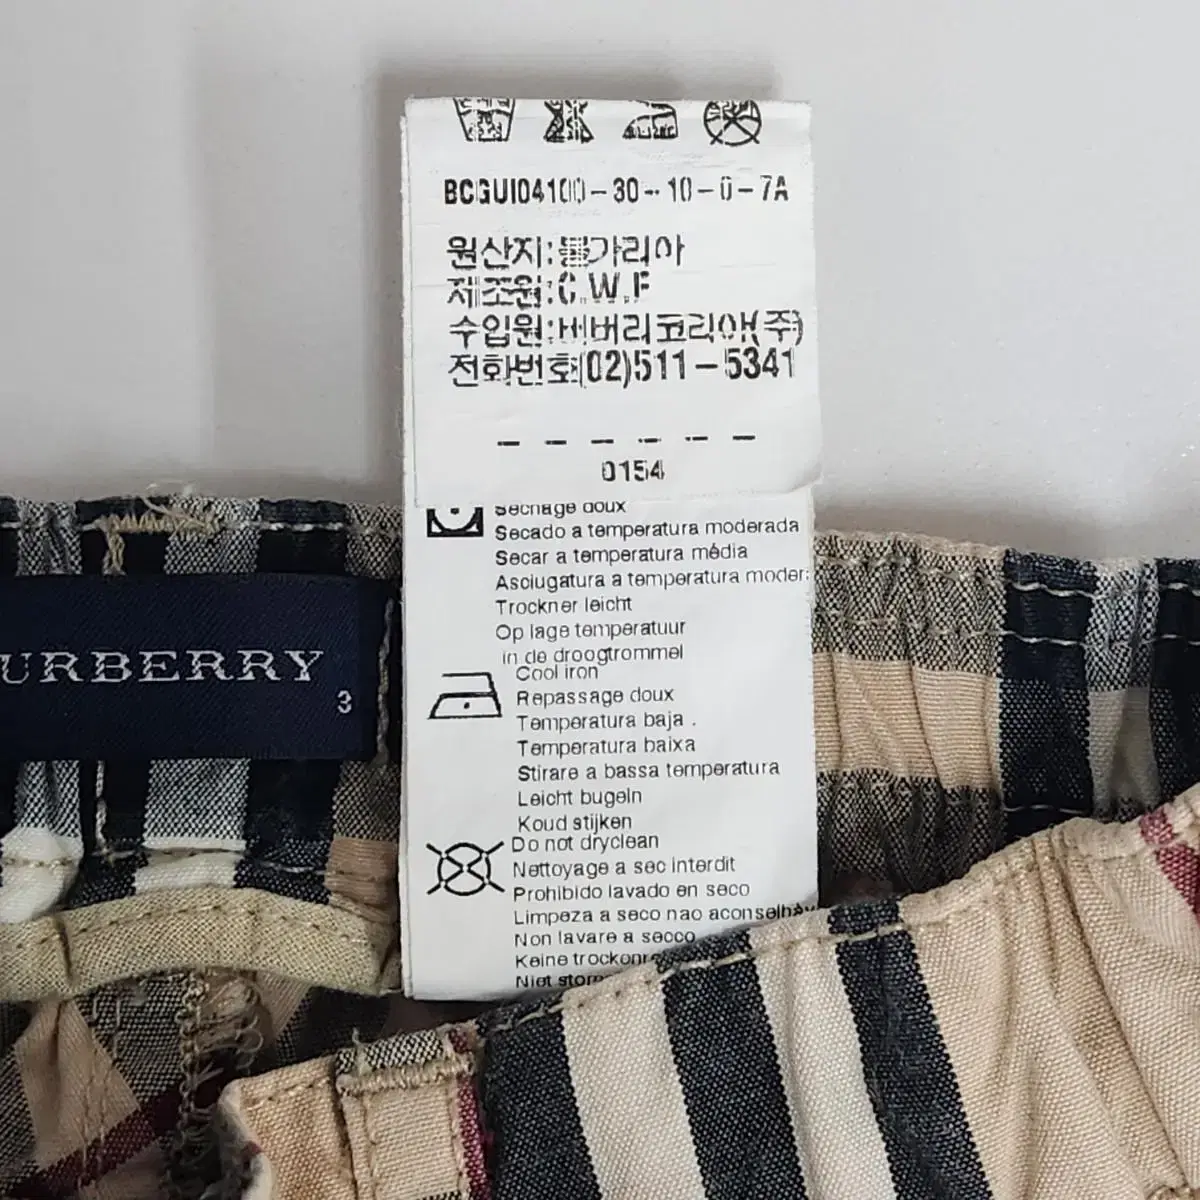 BCGUI04100-30--10-0-7A
원산지:불가리아
제조원:C.W.F
수입원:버버리코리아(주)
전화번호(02)511-5341
0154
Sechage doux
Secado a temperatura moderada
Secar a temperatura média
Asciugatura a temperatura moder
Trockner leicht
Op lage temperatuur
in de droogtrommel
URBERRY
3
Cool iron
Repassage doux
Temperatura baja .
Temperatura baixa
Stirare a bassa temperatura
Leicht bugeln
Koud stijken
Do not dryclean
Nettoyage a sec interdit
Prohibido lavado en seco
Limpeza a seco nao aconselhav
Non lavare a secco
Keine trocken
Niet stom